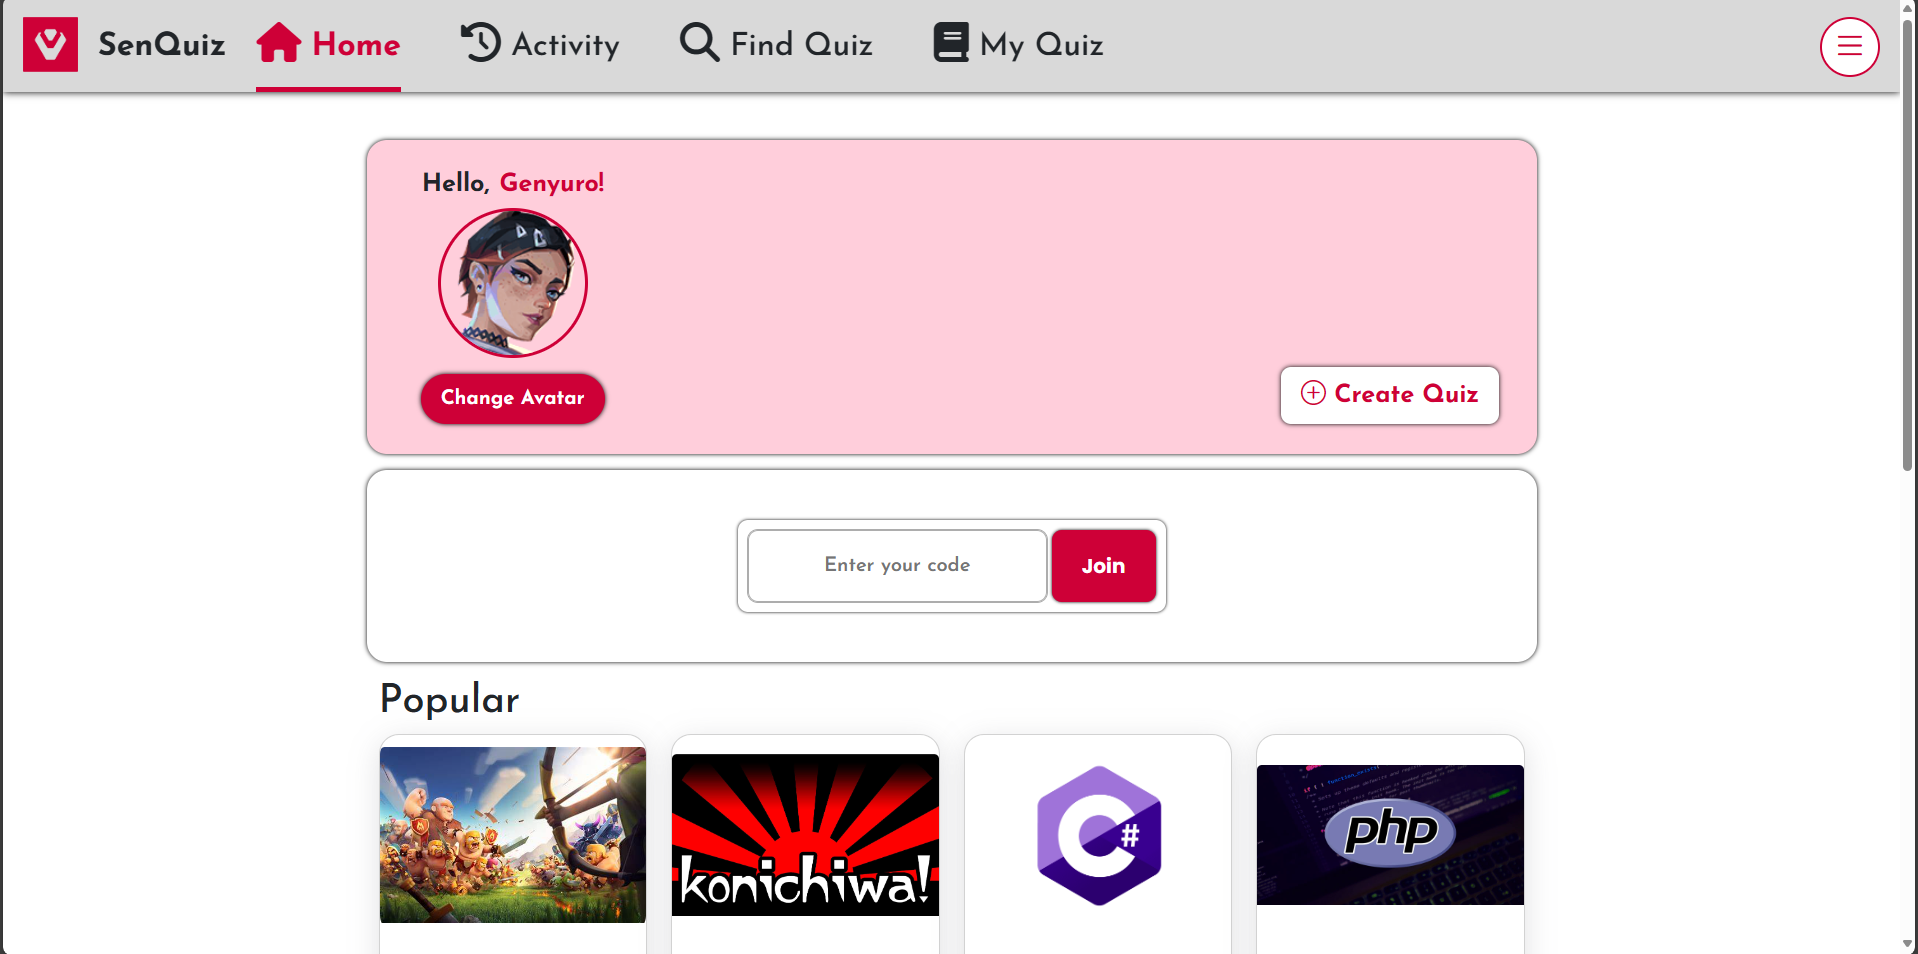 SenQuiz Home Activity Find Quiz My Quiz
Hello, Genyuro!
Change Avatar
Create Quiz
Enter your code
Join
Popular
konichiwa!
C#
php